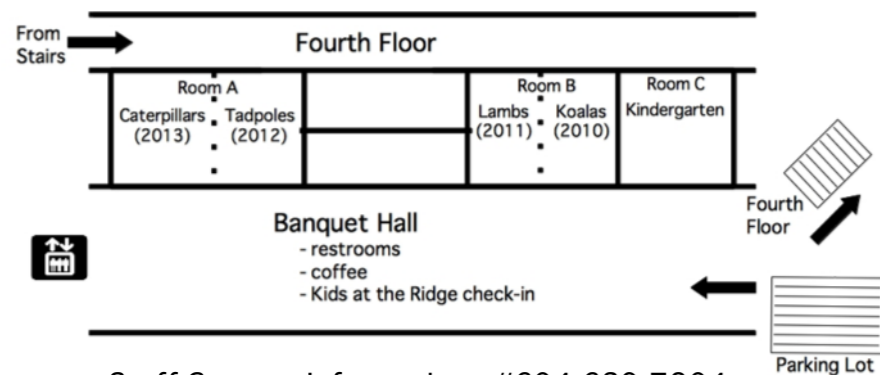 From
Stairs
Fourth Floor
Room A
Caterpillars
(2013)
Tadpoles
(2012)
Room B
Lambs
(2011)
Koalas
(2010)
Room C
Kindergarten
Fourth
Floor
Banquet Hall
- restrooms
- coffee
- Kids at the Ridge check-in
Parking Lot